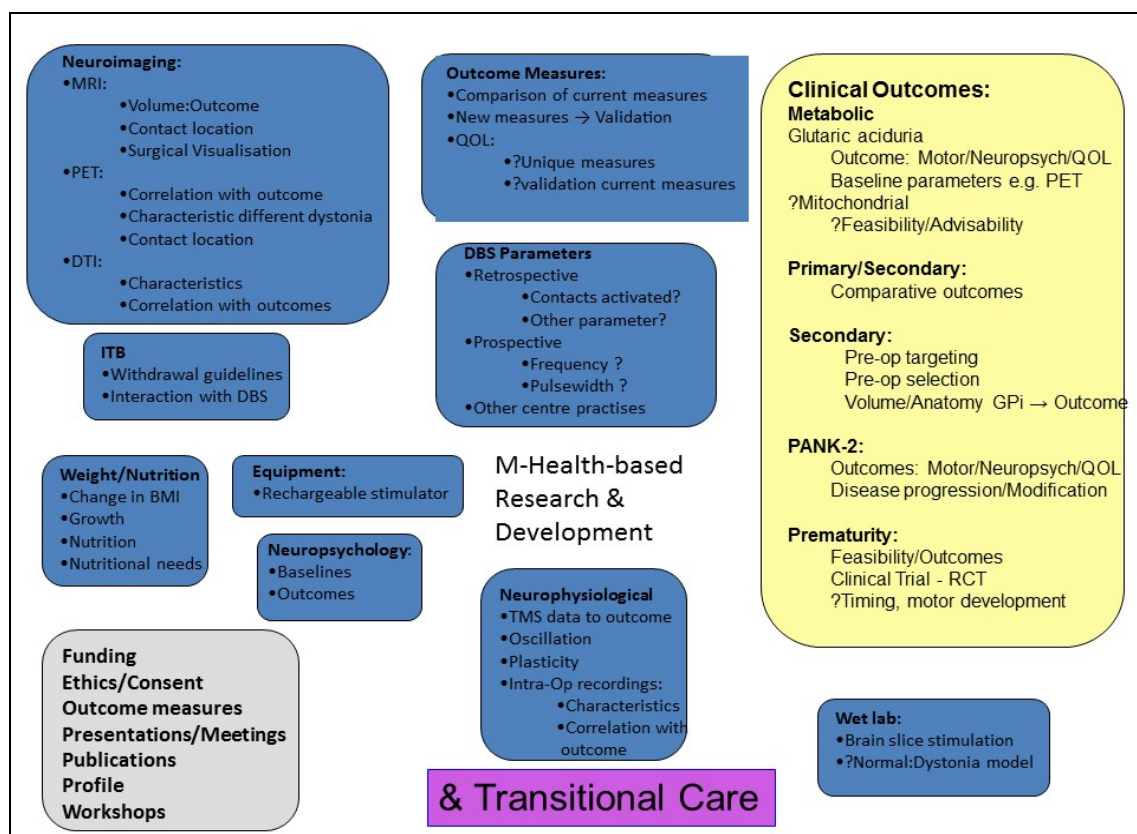 Neuroimaging:
•MRI:
•Volume:Outcome
•Contact location
•Surgical Visualisation
•PET:
•Correlation with outcome
•Characteristic different dystonia
•Contact location
•DTI:
•Characteristics
•Correlation with outcomes
Outcome Measures:
•Comparison of current measures
•New measures → Validation
•QOL:
•?Unique measures
•?validation current measures
Clinical Outcomes:
Metabolic
Glutaric aciduria
Outcome: Motor/Neuropsych/QOL
Baseline parameters e.g. PET
?Mitochondrial
?Feasibility/Advisability
Primary/Secondary:
Comparative outcomes
Secondary:
Pre-op targeting
Pre-op selection
Volume/Anatomy GPi → Outcome
PANK-2:
Outcomes: Motor/Neuropsych/QOL
Disease progression/Modification
Prematurity:
Feasibility/Outcomes
Clinical Trial - RCT
?Timing, motor development
DBS Parameters
•Retrospective
•Contacts activated?
•Other parameter?
•Prospective
•Frequency ?
•Pulsewidth ?
•Other centre practises
ITB
•Withdrawal guidelines
•Interaction with DBS
Weight/Nutrition
•Change in BMI
•Growth
•Nutrition
•Nutritional needs
Equipment:
•Rechargeable stimulator
M-Health-based
Research &
Development
Neuropsychology:
•Baselines
•Outcomes
Neurophysiological
•TMS data to outcome
•Oscillation
•Plasticity
•Intra-Op recordings:
•Characteristics
•Correlation with
outcome
Funding
Ethics/Consent
Outcome measures
Presentations/Meetings
Publications
Profile
Workshops
Wet lab:
•Brain slice stimulation
•?Normal:Dystonia model
& Transitional Care